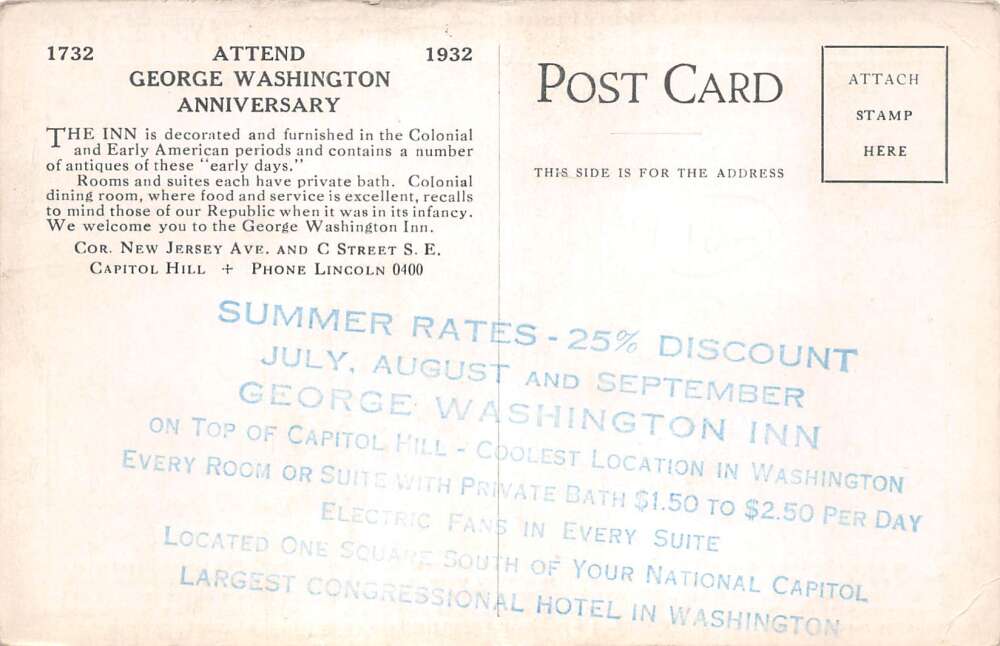 1732 ATTEND 1932
GEORGE WASHINGTON
ANNIVERSARY
THE INN is decorated and furnished in the Colonial
and Early American periods and contains a number
of antiques of these "early days."
Rooms and suites each have private bath. Colonial
dining room, where food and service is excellent, recalls
to mind those of our Republic when it was in its infancy.
We welcome you to the George Washington Inn.
COR. NEW JERSEY AVE. AND C STREET S. E.
CAPITOL HILL + PHONE LINCOLN 0400
POST CARD
THIS SIDE IS FOR THE ADDRESS
ATTACH
STAMP
HERE
SUMMER RATES - 25% DISCOUNT
JULY, AUGUST AND SEPTEMBER
GEORGE WASHINGTON INN
ON TOP OF CAPITOL HILL - COOLEST LOCATION IN WASHINGTON
EVERY ROOM OR SUITE WITH PRIVATE BATH $1.50 TO $2.50 PER DAY
ELECTRIC FANS IN EVERY SUITE
LOCATED ONE SQUARE SOUTH OF YOUR NATIONAL CAPITOL
LARGEST CONGRESSIONAL HOTEL IN WASHINGTON